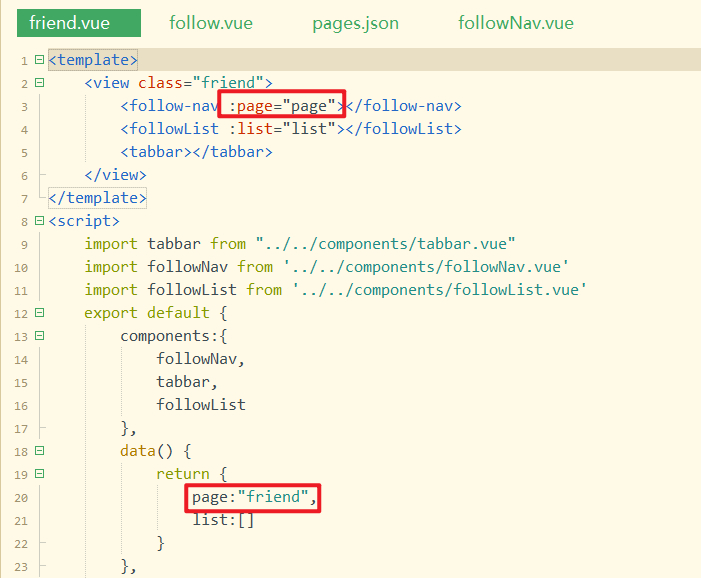 friend.vue follow.vue pages.json followNav.vue
1 <template>
2 <view class="friend">
3 <follow-nav :page="page"></follow-nav>
4 <followList :list="list"></followList>
5 <tabbar></tabbar>
6 </view>
7 </template>
8 <script>
9 import tabbar from "../../components/tabbar.vue"
10 import followNav from '../../components/followNav.vue'
11 import followList from '../../components/followList.vue'
12 export default {
13 components:{
14 followNav,
15 tabbar,
16 followList
17 },
18 data() {
19 return {
20 page:"friend",
21 list:[]
22 }
23 },